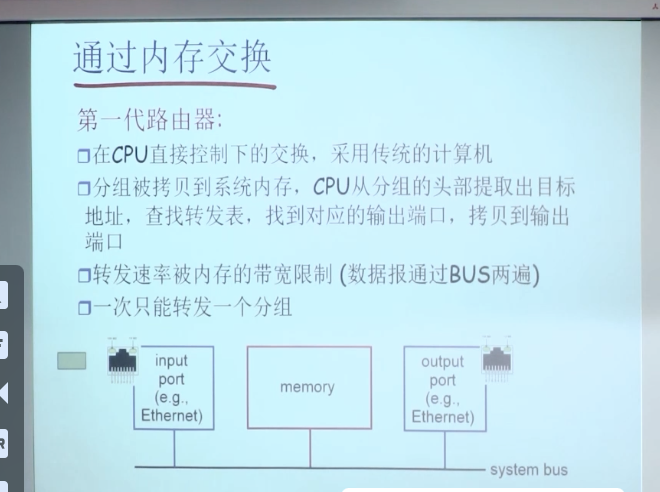 通过内存交换
第一代路由器:
在CPU直接控制下的交换，采用传统的计算机
分组被拷贝到系统内存，CPU从分组的头部提取出目标
地址，查找转发表，找到对应的输出端口，拷贝到输出
端口
转发速率被内存的带宽限制 (数据报通过BUS两遍)
一次只能转发一个分组
input
port
(e.g.,
Ethernet)
memory
output
port
(e.g.,
Ethernet)
system bus